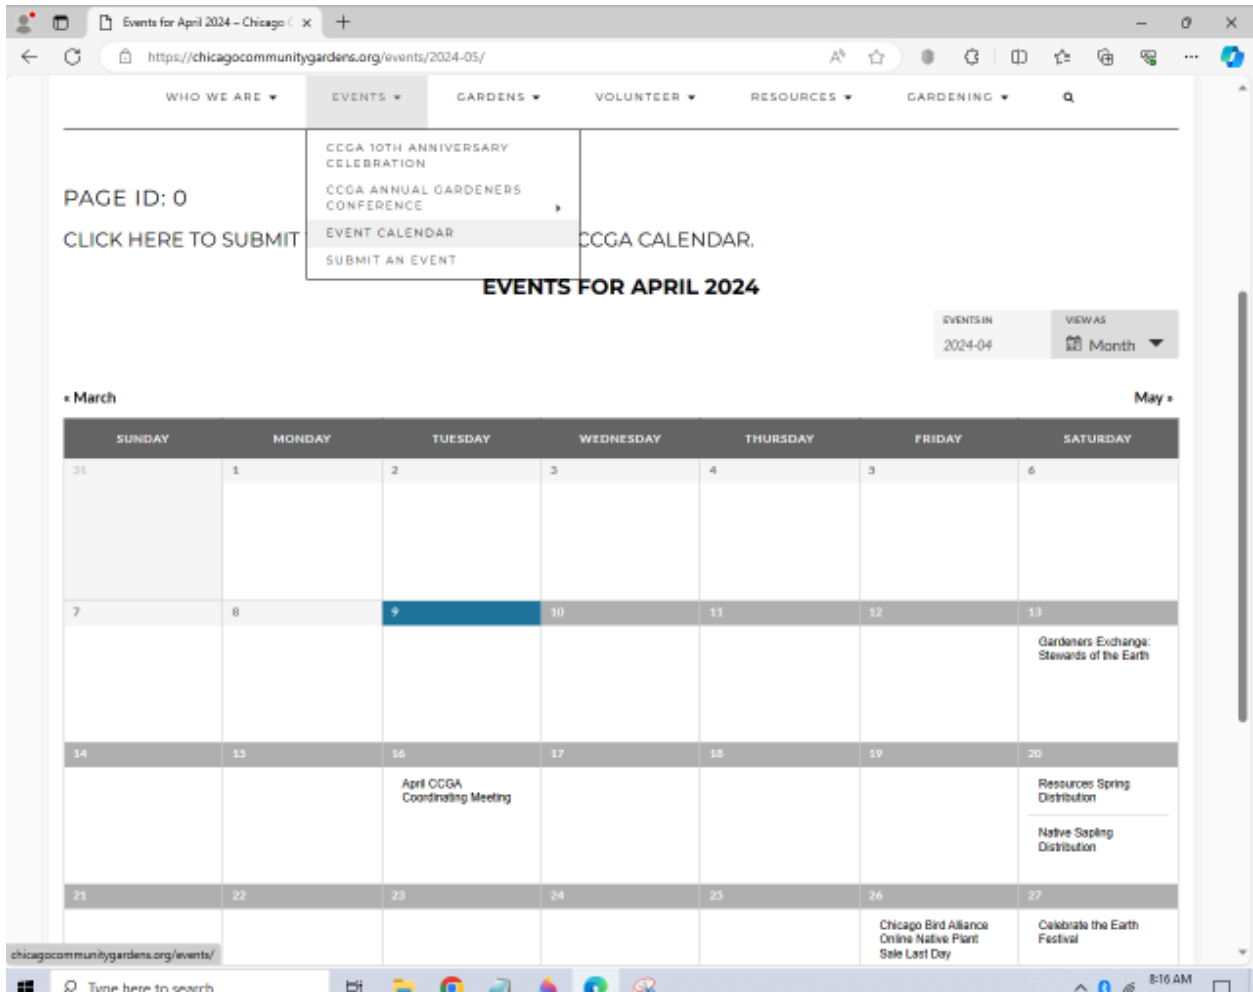 Events for April 2024 – Chicago C
https://chicagocommunitygardens.org/events/2024-05/
WHO WE ARE EVENTS GARDENS VOLUNTEER RESOURCES GARDENING
CCGA 10TH ANNIVERSARY
CELEBRATION
CCGA ANNUAL GARDENERS
CONFERENCE
EVENT CALENDAR
SUBMIT AN EVENT
PAGE ID: 0
CLICK HERE TO SUBMIT CCGA CALENDAR.
EVENTS FOR APRIL 2024
EVENTS IN VIEW AS
2024-04 Month
« March May »
SUNDAY MONDAY TUESDAY WEDNESDAY THURSDAY FRIDAY SATURDAY
31 1 2 3 4 5 6
7 8 9 10 11 12 13
Gardeners Exchange:
Stewards of the Earth
14 15 16 17 18 19 20
April CCGA
Coordinating Meeting
Resources Spring
Distribution
Native Sapling
Distribution
21 22 23 24 25 26 27
Chicago Bird Alliance
Online Native Plant
Sale Last Day
Celebrate the Earth
Festival
chicagocommunitygardens.org/events/
Type here to search
8:16 AM